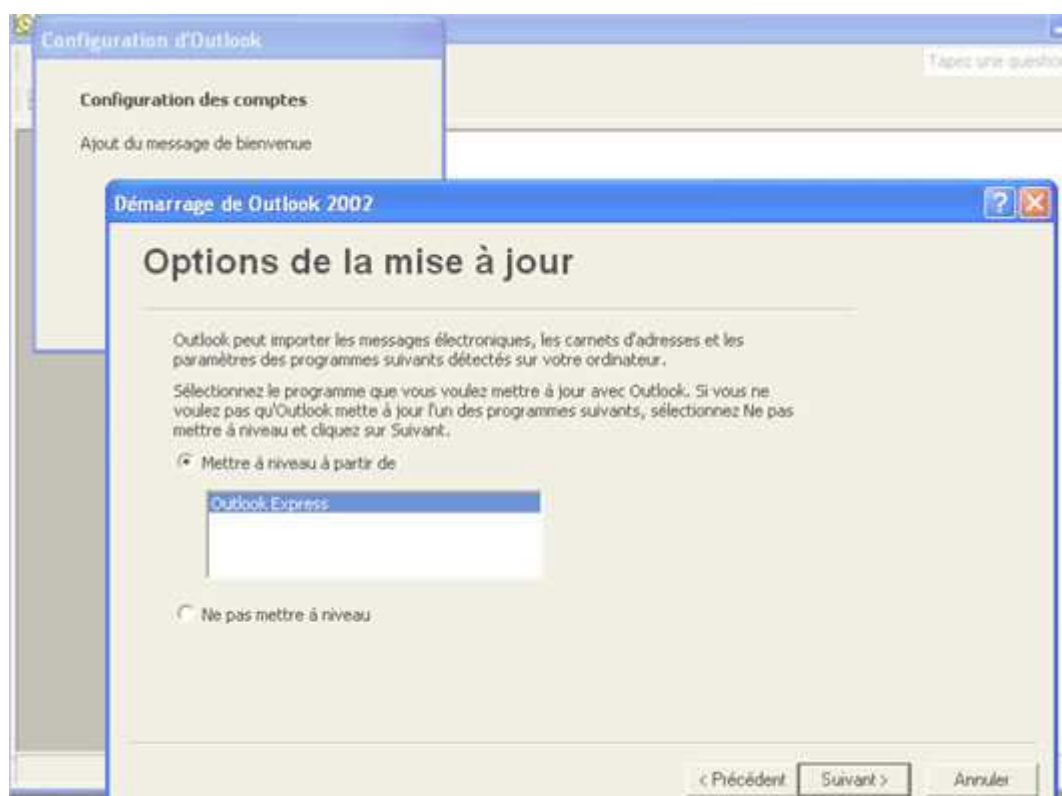 Configuration d'Outlook
Tapez une question
Configuration des comptes
Ajout du message de bienvenue
Démarrage de Outlook 2002
Options de la mise à jour
Outlook peut importer les messages électroniques, les carnets d'adresses et les
paramètres des programmes suivants détectés sur votre ordinateur.
Sélectionnez le programme que vous voulez mettre à jour avec Outlook. Si vous ne
voulez pas qu'Outlook mette à jour l'un des programmes suivants, sélectionnez Ne pas
mettre à niveau et cliquez sur Suivant.
Mettre à niveau à partir de
Outlook Express
Ne pas mettre à niveau
< Précédent
Suivant >
Annuler